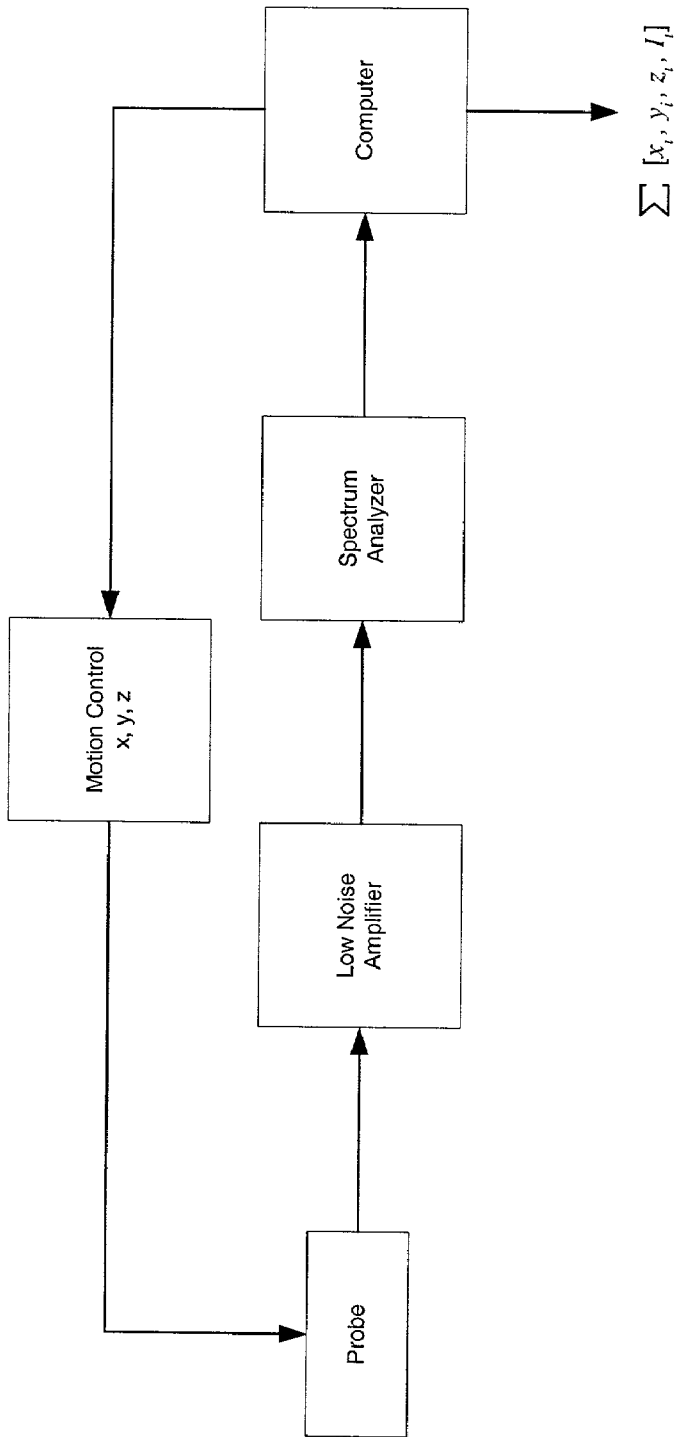 Motion Control
x, y, z
Probe
Low Noise
Amplifier
Spectrum
Analyzer
Computer
∑ [x_i, y_i, z_i, I_i]